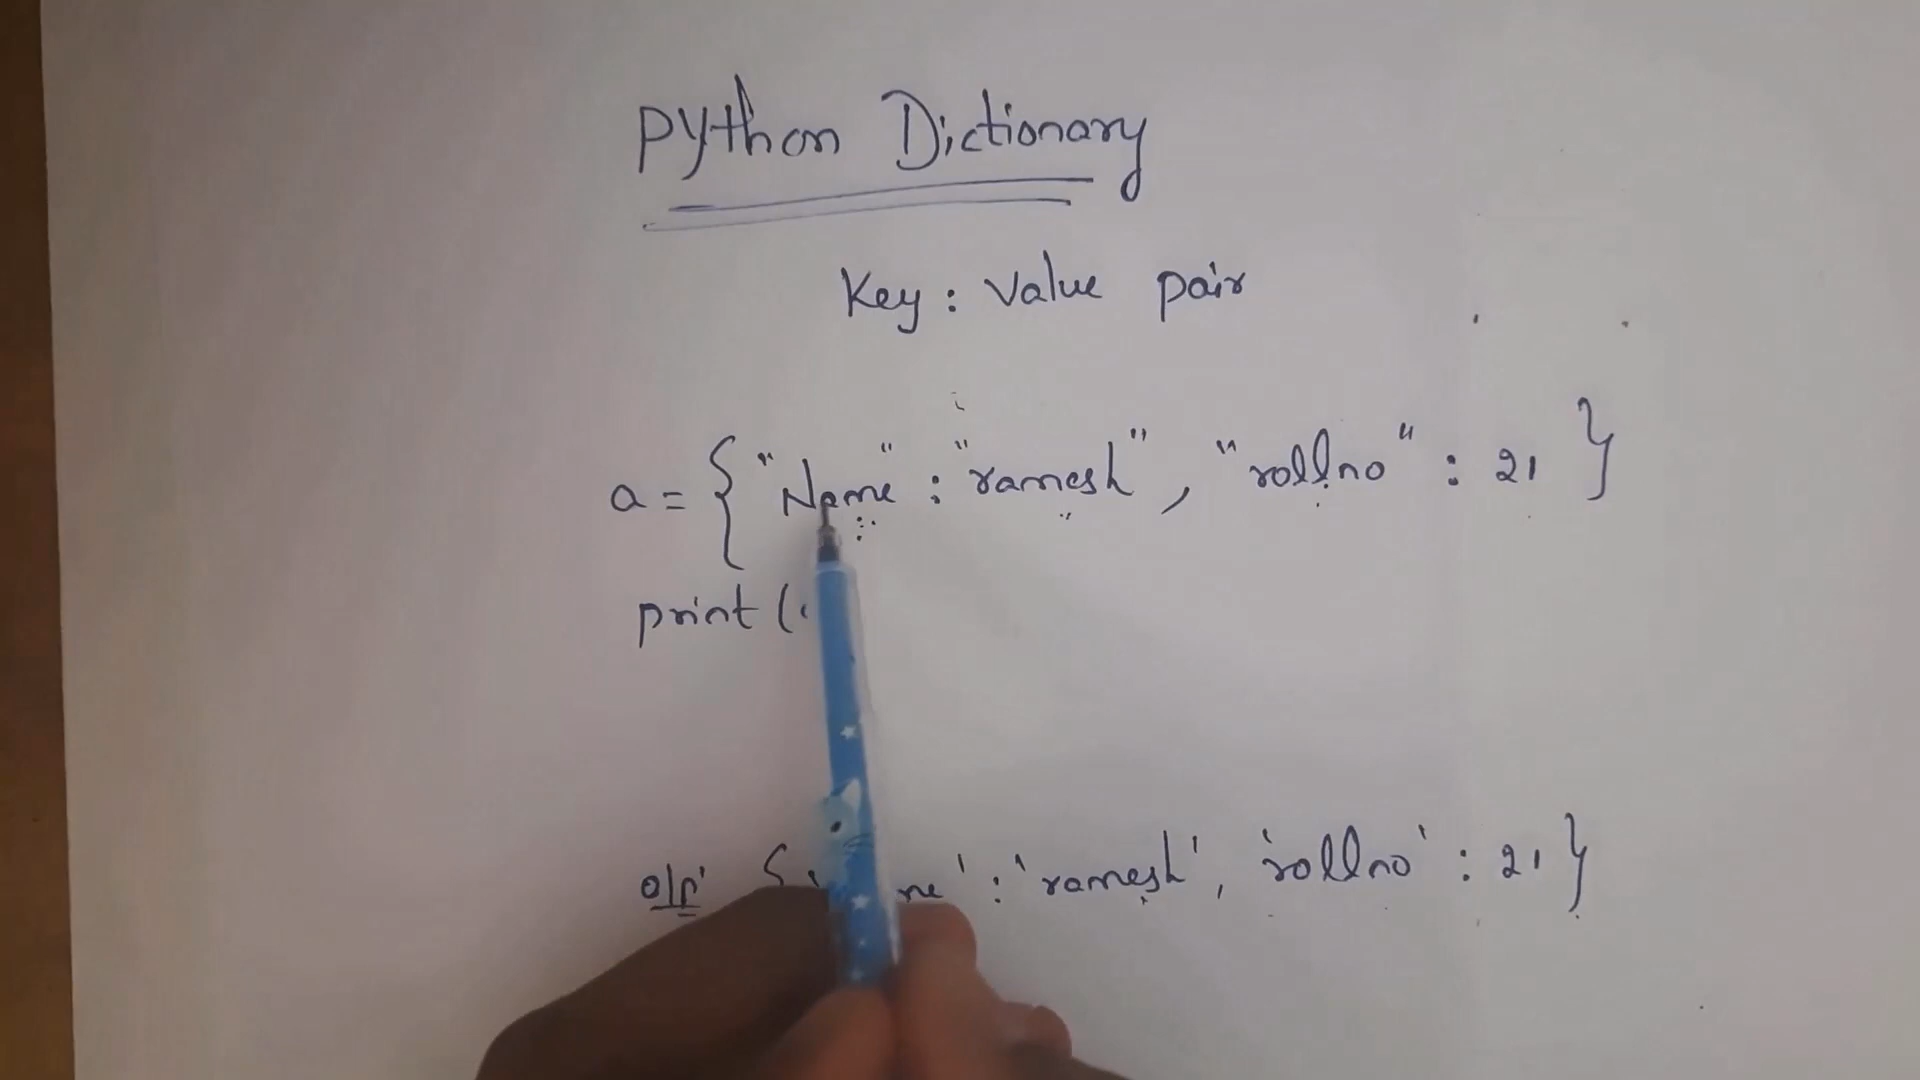 Python Dictionary
Key : Value pair
a = { "Name" : "ramesh" , "rollno" : 21 }
print (
o/p { ' 'ramesh' , 'rollno' : 21 }